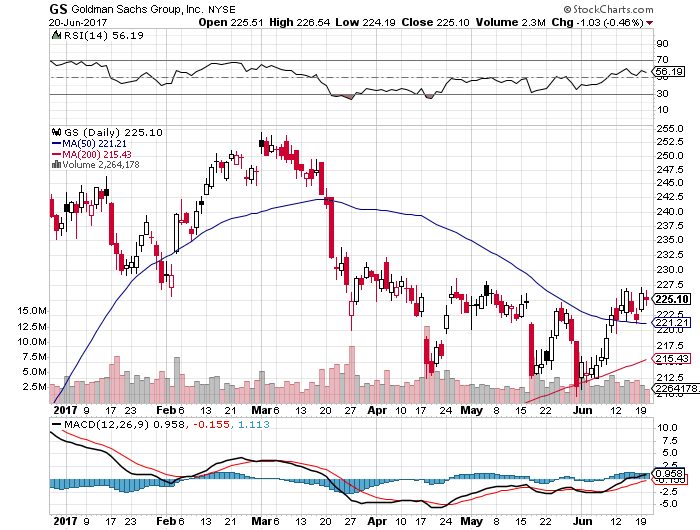 GS Goldman Sachs Group, Inc. NYSE © StockCharts.com
20-Jun-2017 Open 225.51 High 226.54 Low 224.19 Close 225.10 Volume 2.3M Chg -1.03 (-0.46%)
RSI(14) 56.19
90
70
56.19
50
30
10
GS (Daily) 225.10
MA(50) 221.21
MA(200) 215.43
Volume 2,264,178
255.0
252.5
250.0
247.5
245.0
242.5
240.0
237.5
235.0
232.5
230.0
227.5
225.10
222.5
221.21
217.5
215.43
212.5
2264178
15.0M
12.5M
10.0M
7.5M
5.0M
2.5M
2017 9 17 23 Feb 6 13 21 Mar 6 13 20 27 Apr 10 17 24 May 8 15 22 Jun 12 19
MACD(12,26,9) 0.958, -0.155, 1.113
10.0
7.5
5.0
2.5
0.958
-0.155
-2.5
-5.0
2017 9 17 23 Feb 6 13 21 Mar 6 13 20 27 Apr 10 17 24 May 8 15 22 Jun 12 19